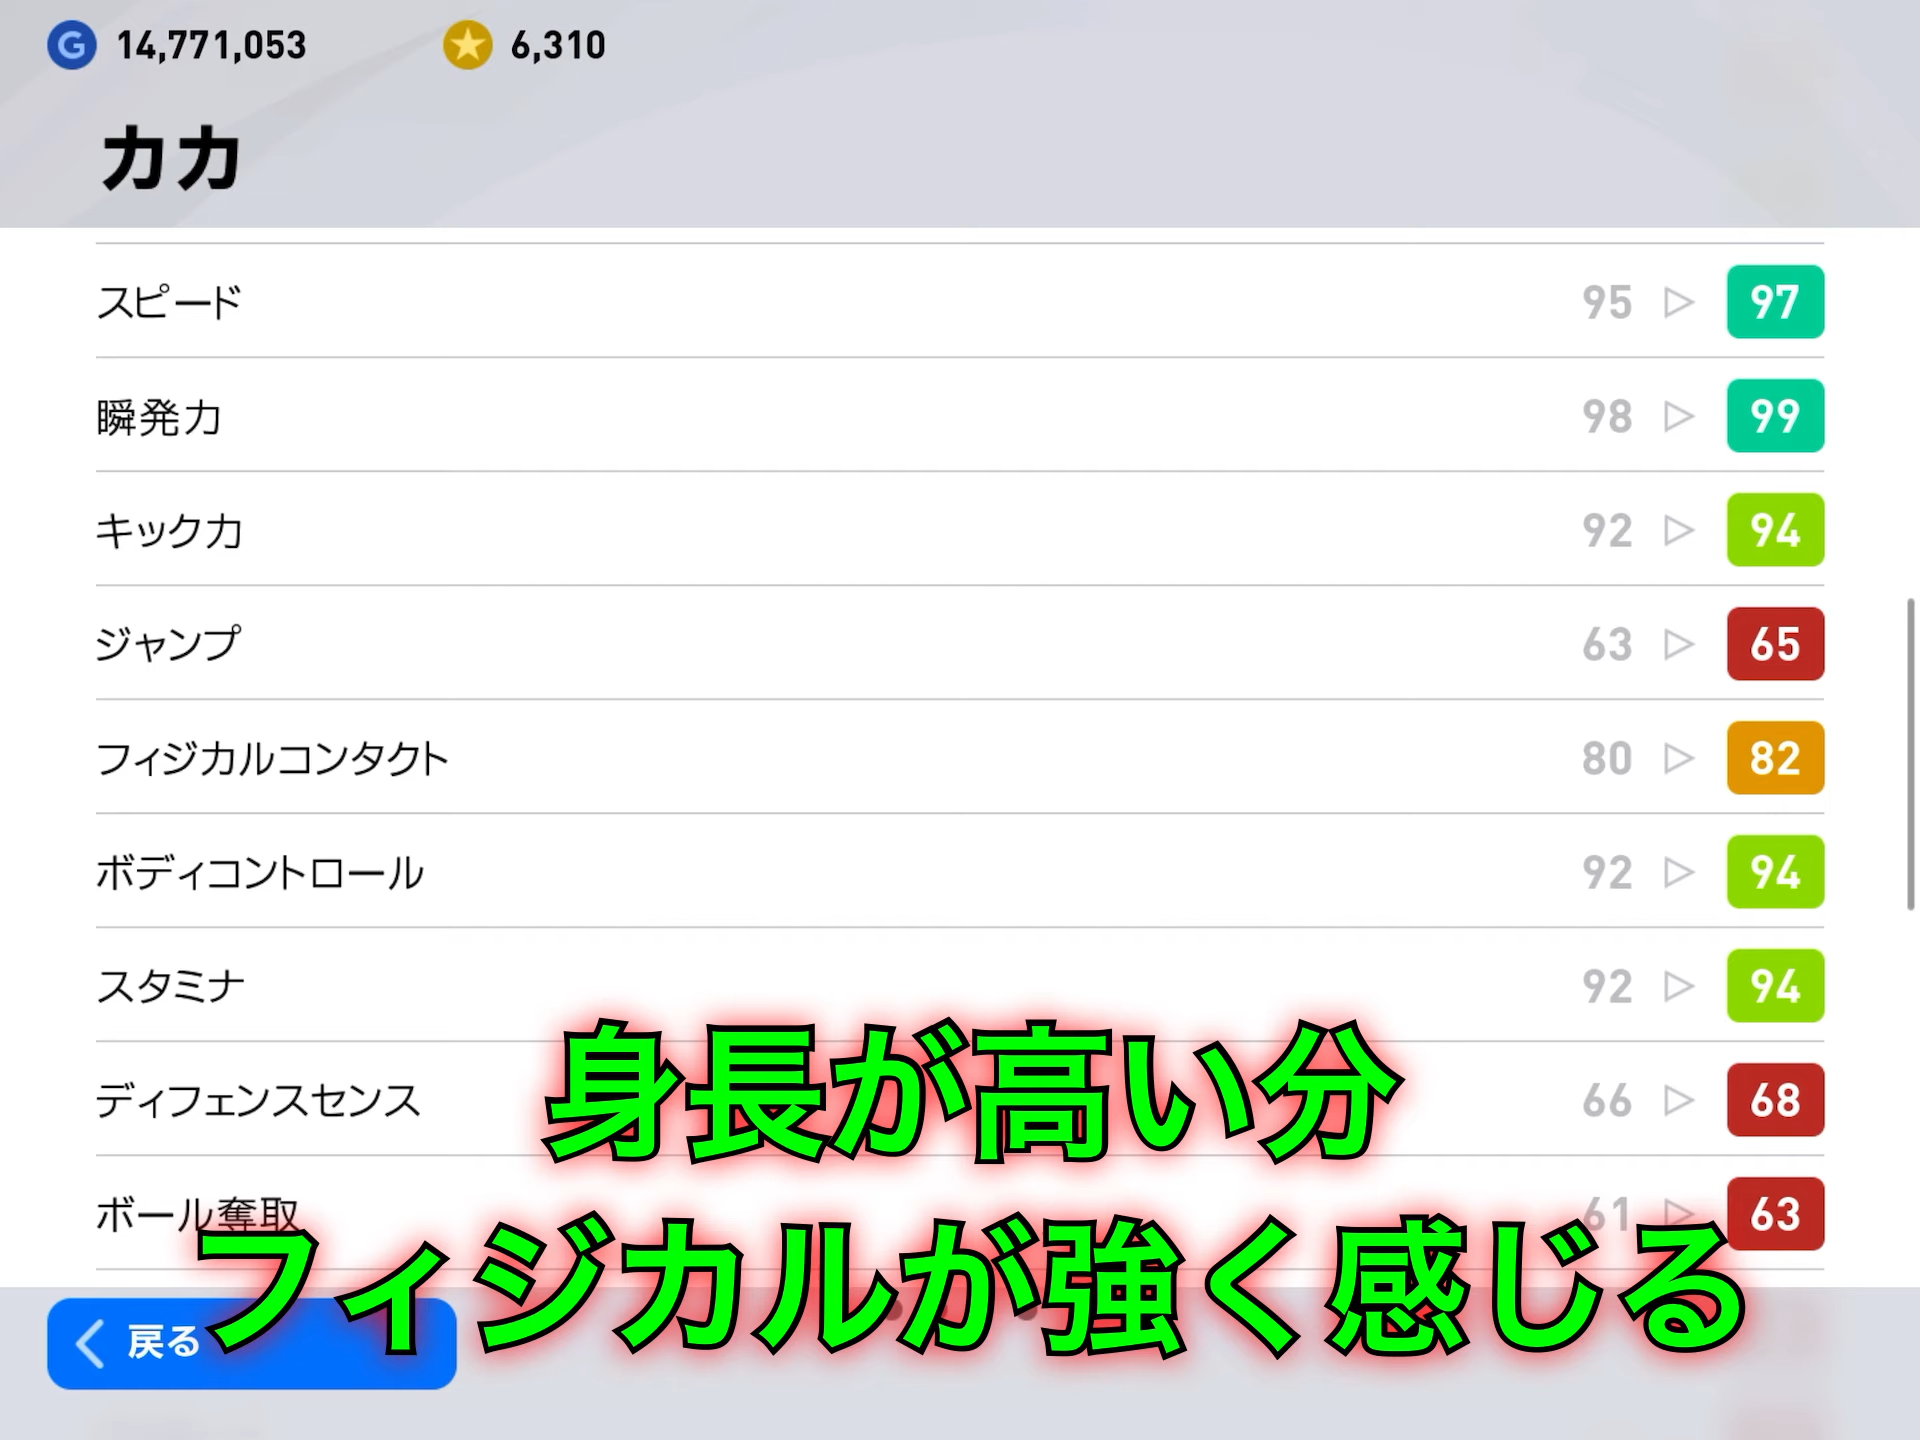 G 14,771,053 6,310
カカ
スピード 95 ▷ 97
瞬発力 98 ▷ 99
キック力 92 ▷ 94
ジャンプ 63 ▷ 65
フィジカルコンタクト 80 ▷ 82
ボディコントロール 92 ▷ 94
スタミナ 92 ▷ 94
ディフェンスセンス 66 ▷ 68
ボール奪取 61 ▷ 63
身長が高い分
フィジカルが強く感じる
戻る